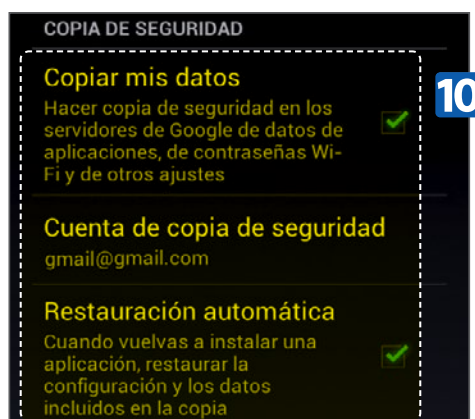 COPIA DE SEGURIDAD
Copiar mis datos
10
Hacer copia de seguridad en los
servidores de Google de datos de
aplicaciones, de contraseñas Wi-
Fi y de otros ajustes
Cuenta de copia de seguridad
gmail@gmail.com
Restauración automática
Cuando vuelvas a instalar una
aplicación, restaurar la
configuración y los datos
incluidos en la copia